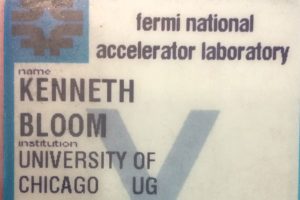 fermi national
accelerator laboratory
name
KENNETH
BLOOM
institution
UNIVERSITY OF
CHICAGO UG
V